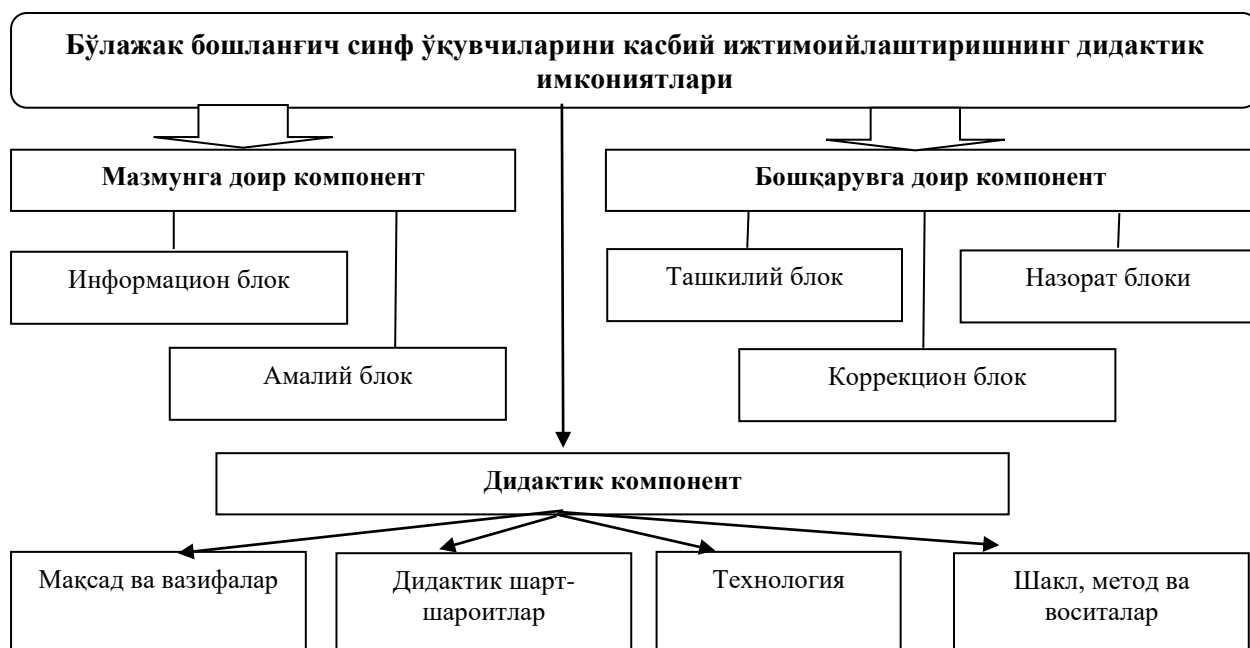 Бўлажак бошланғич синф ўқувчиларини касбий ижтимоийлаштиришнинг дидактик
имкониятлари
Мазмунга доир компонент
Бошқарувга доир компонент
Информацион блок
Ташкилий блок
Назорат блоки
Амалий блок
Коррекцион блок
Дидактик компонент
Мақсад ва вазифалар
Дидактик шарт-
шароитлар
Технология
Шакл, метод ва
воситалар